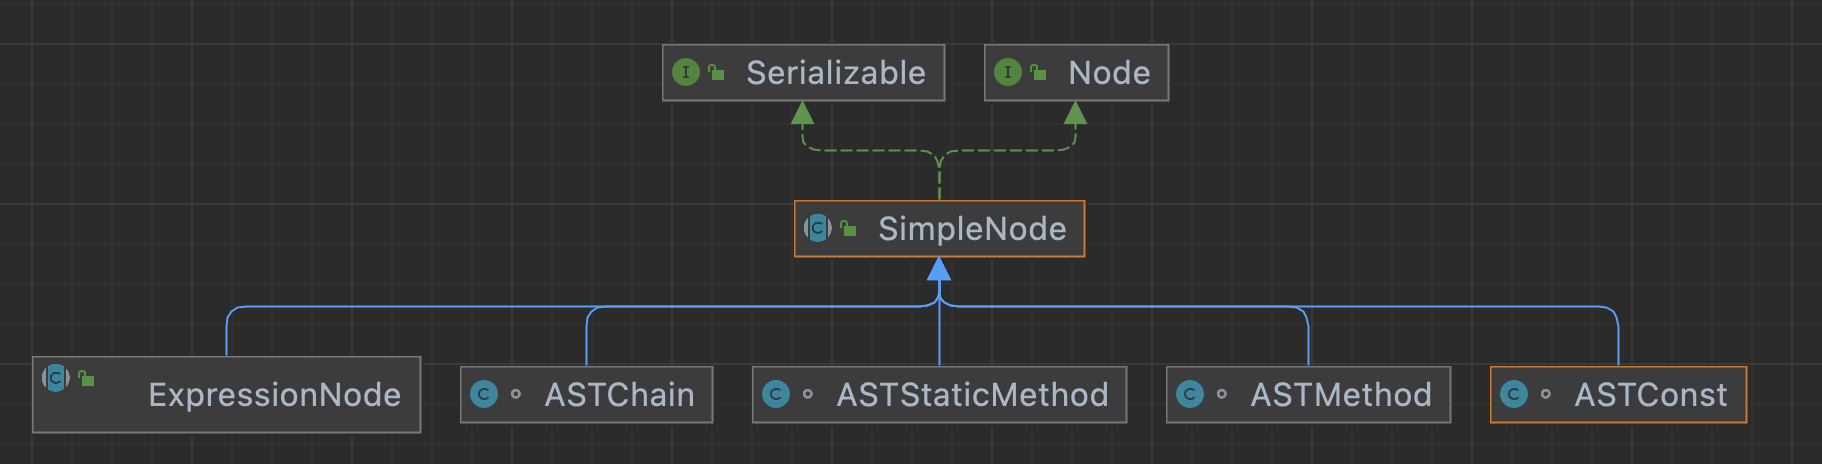 Serializable
Node
SimpleNode
ExpressionNode
ASTChain
ASTStaticMethod
ASTMethod
ASTConst